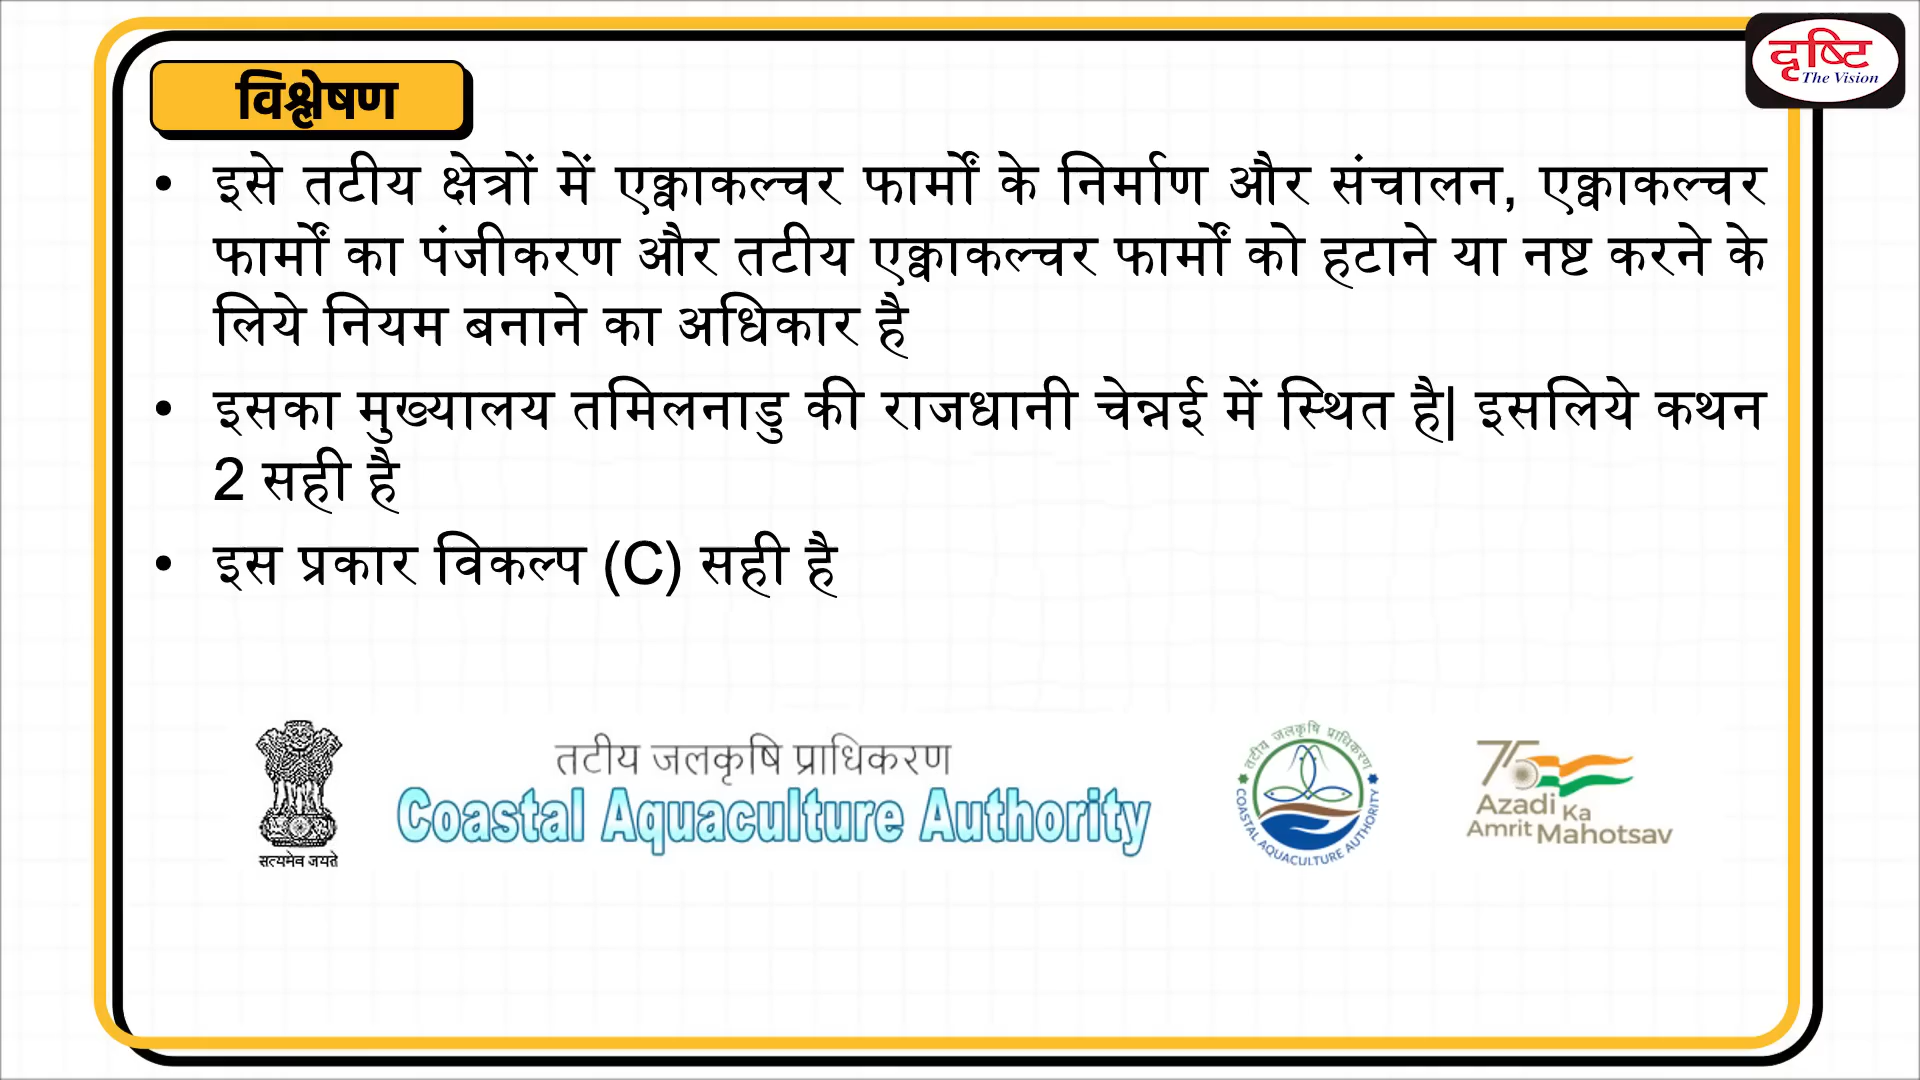 दृष्टि
The Vision
विश्लेषण
• इसे तटीय क्षेत्रों में एक्वाकल्चर फार्मों के निर्माण और संचालन, एक्वाकल्चर
फार्मों का पंजीकरण और तटीय एक्वाकल्चर फार्मों को हटाने या नष्ट करने के
लिये नियम बनाने का अधिकार है
• इसका मुख्यालय तमिलनाडु की राजधानी चेन्नई में स्थित है| इसलिये कथन
2 सही है
• इस प्रकार विकल्प (C) सही है
सत्यमेव जयते
तटीय जलकृषि प्राधिकरण
Coastal Aquaculture Authority
तटीय जलकृषि प्राधिकरण
COASTAL AQUACULTURE AUTHORITY
75
Azadi Ka
Amrit Mahotsav